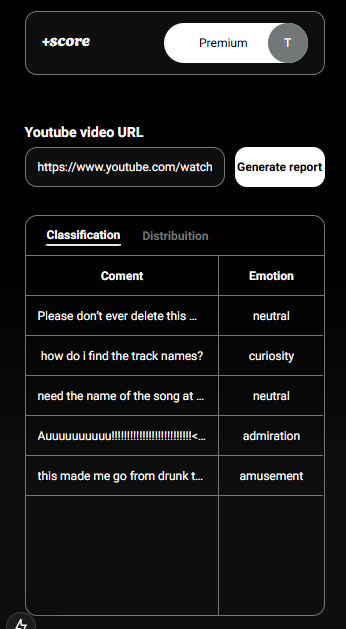 +score
Premium T
Youtube video URL
https://www.youtube.com/watch Generate report
Classification Distribuition
Coment Emotion
Please don't ever delete this ... neutral
how do i find the track names? curiosity
need the name of the song at ... neutral
Auuuuuuuuuu!!!!!!!!!!!!!!!!!!!!!!!!!!<... admiration
this made me go from drunk t... amusement